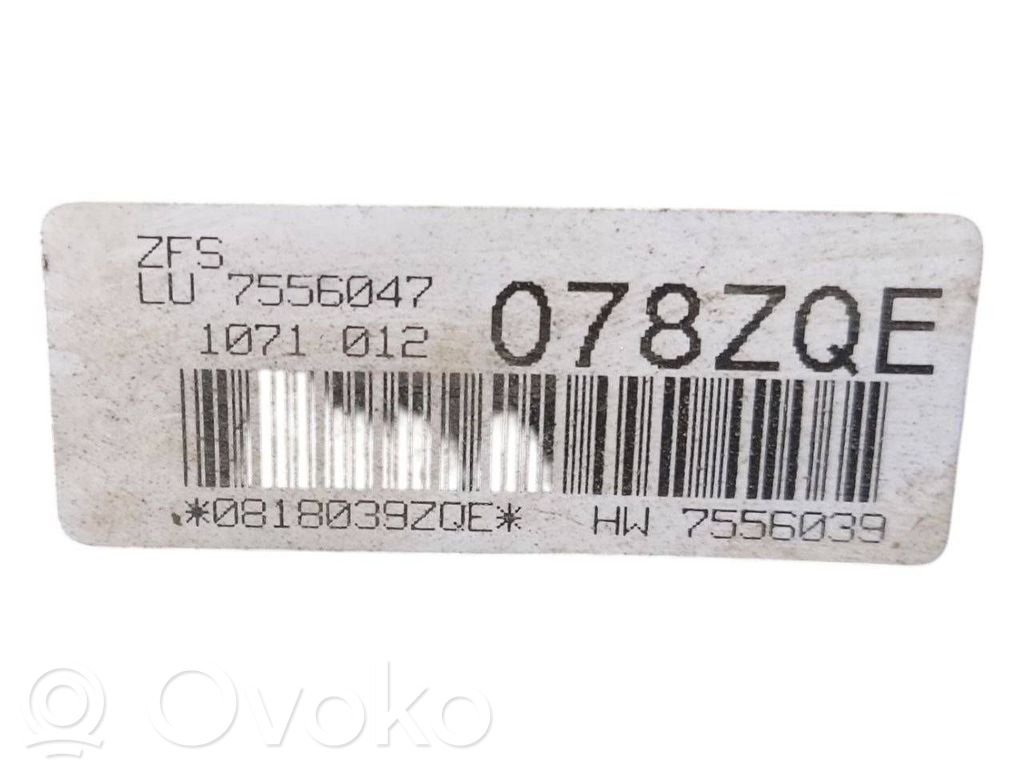 ZFS
LU 7556047
1071 012 078ZQE
*0818039ZQE* HW 7556039
Ovoko